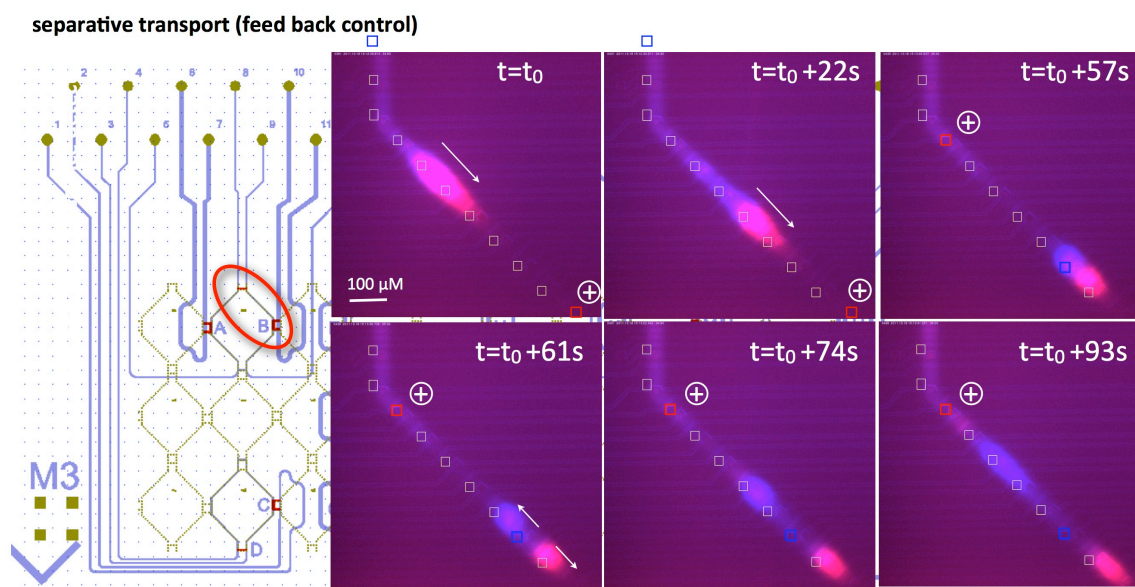 separative transport (feed back control)
2 4 6 8 10
1 3 5 7 9 11
A B
C
D
M3
t=t0
100 μM
t=t0 +22s
t=t0 +57s
t=t0 +61s
t=t0 +74s
t=t0 +93s